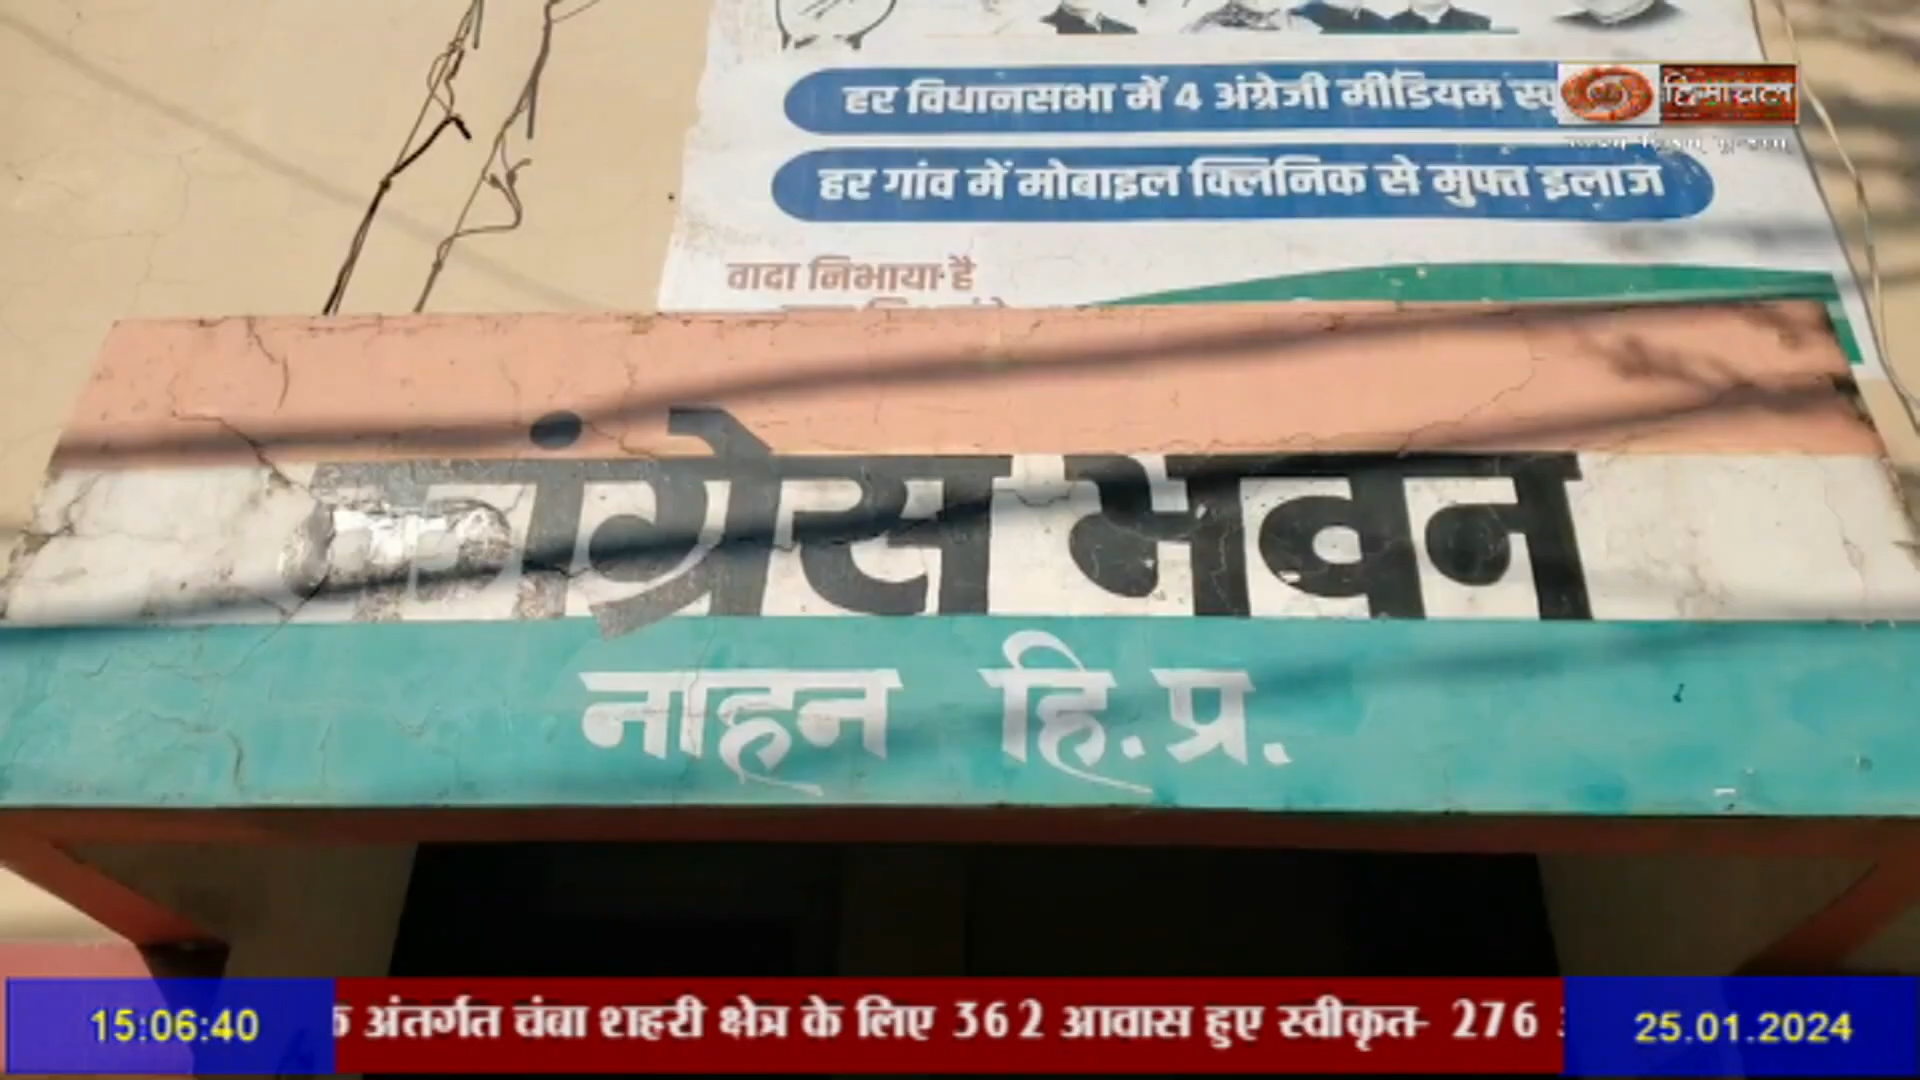 हर विधानसभा में 4 अंग्रेजी मीडियम
हिमाचल
हर गांव में मोबाइल क्लिनिक से मुफ्त इलाज
वादा निभाया है
कांग्रेस भवन
नाहन हि.प्र.
15:06:40
अंतर्गत चंबा शहरी क्षेत्र के लिए 362 आवास हुए स्वीकृत- 276
25.01.2024